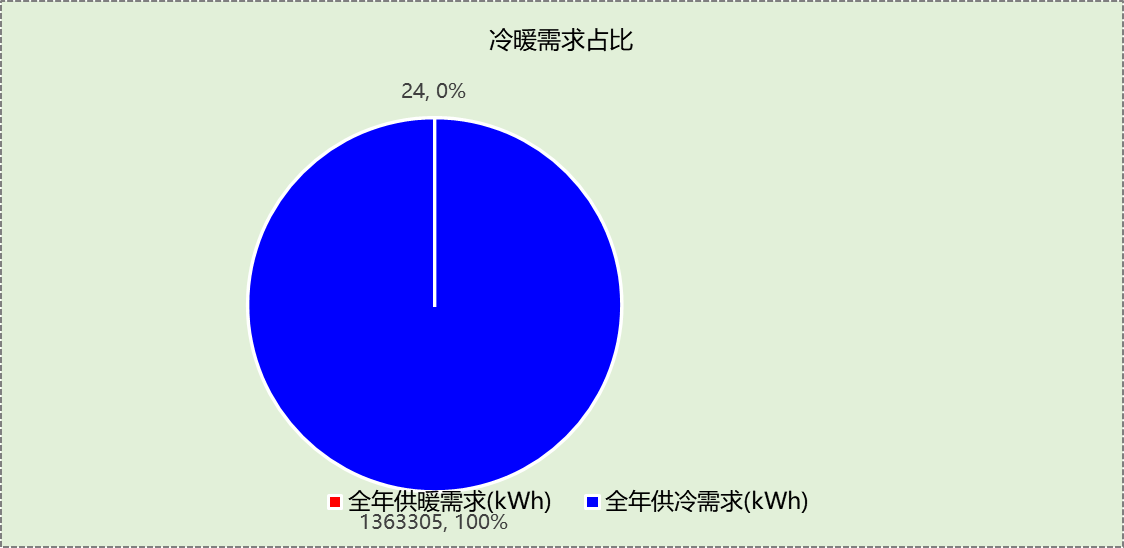 冷暖需求占比
24, 0%
全年供暖需求(kWh)
全年供冷需求(kWh)
1363305, 100%